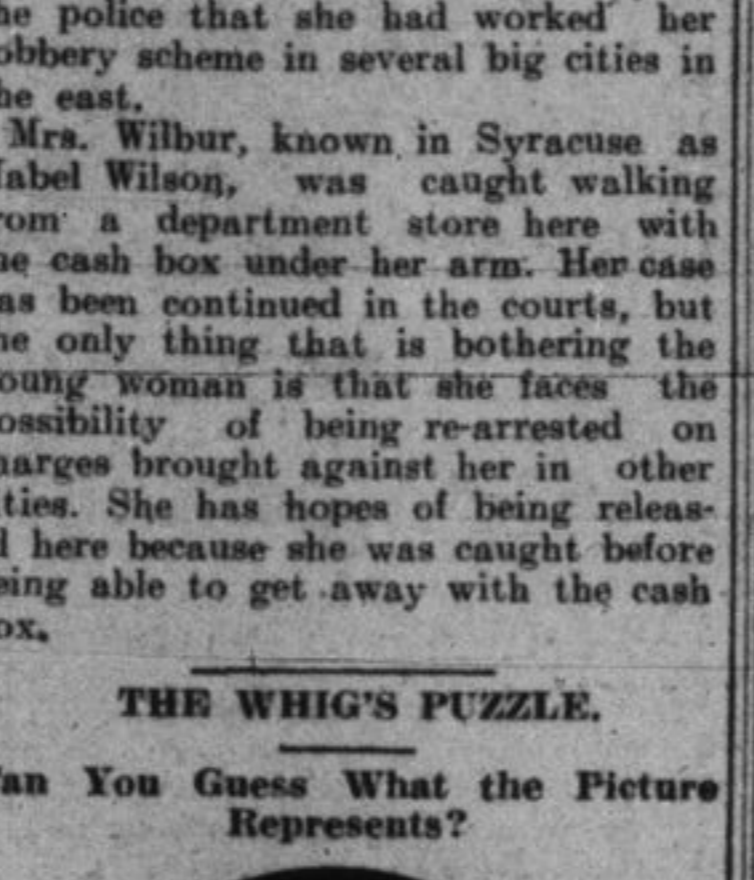 he police that she had worked her
obbery scheme in several big cities in
he east.
Mrs. Wilbur, known in Syracuse as
Mabel Wilson, was caught walking
rom a department store here with
he cash box under her arm. Her case
as been continued in the courts, but
he only thing that is bothering the
oung woman is that she faces the
ossibility of being re-arrested on
harges brought against her in other
ities. She has hopes of being releas-
d here because she was caught before
eing able to get away with the cash
ox.
THE WHIG'S PUZZLE.
Can You Guess What the Picture
Represents?